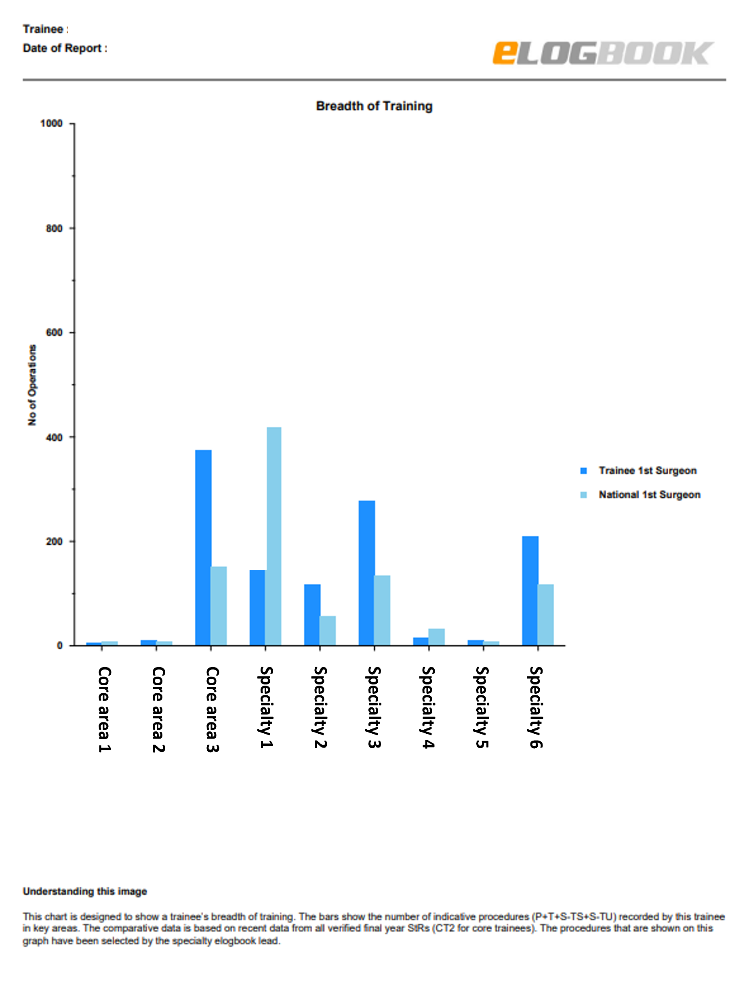 Trainee :
Date of Report :
eLOGBOOK
Breadth of Training
1000
800
600
400
200
0
No of Operations
Trainee 1st Surgeon
National 1st Surgeon
Core area 1
Core area 2
Core area 3
Specialty 1
Specialty 2
Specialty 3
Specialty 4
Specialty 5
Specialty 6
Understanding this image
This chart is designed to show a trainee's breadth of training. The bars show the number of indicative procedures (P+T+S-TS+S-TU) recorded by this trainee
in key areas. The comparative data is based on recent data from all verified final year StRs (CT2 for core trainees). The procedures that are shown on this
graph have been selected by the specialty elogbook lead.